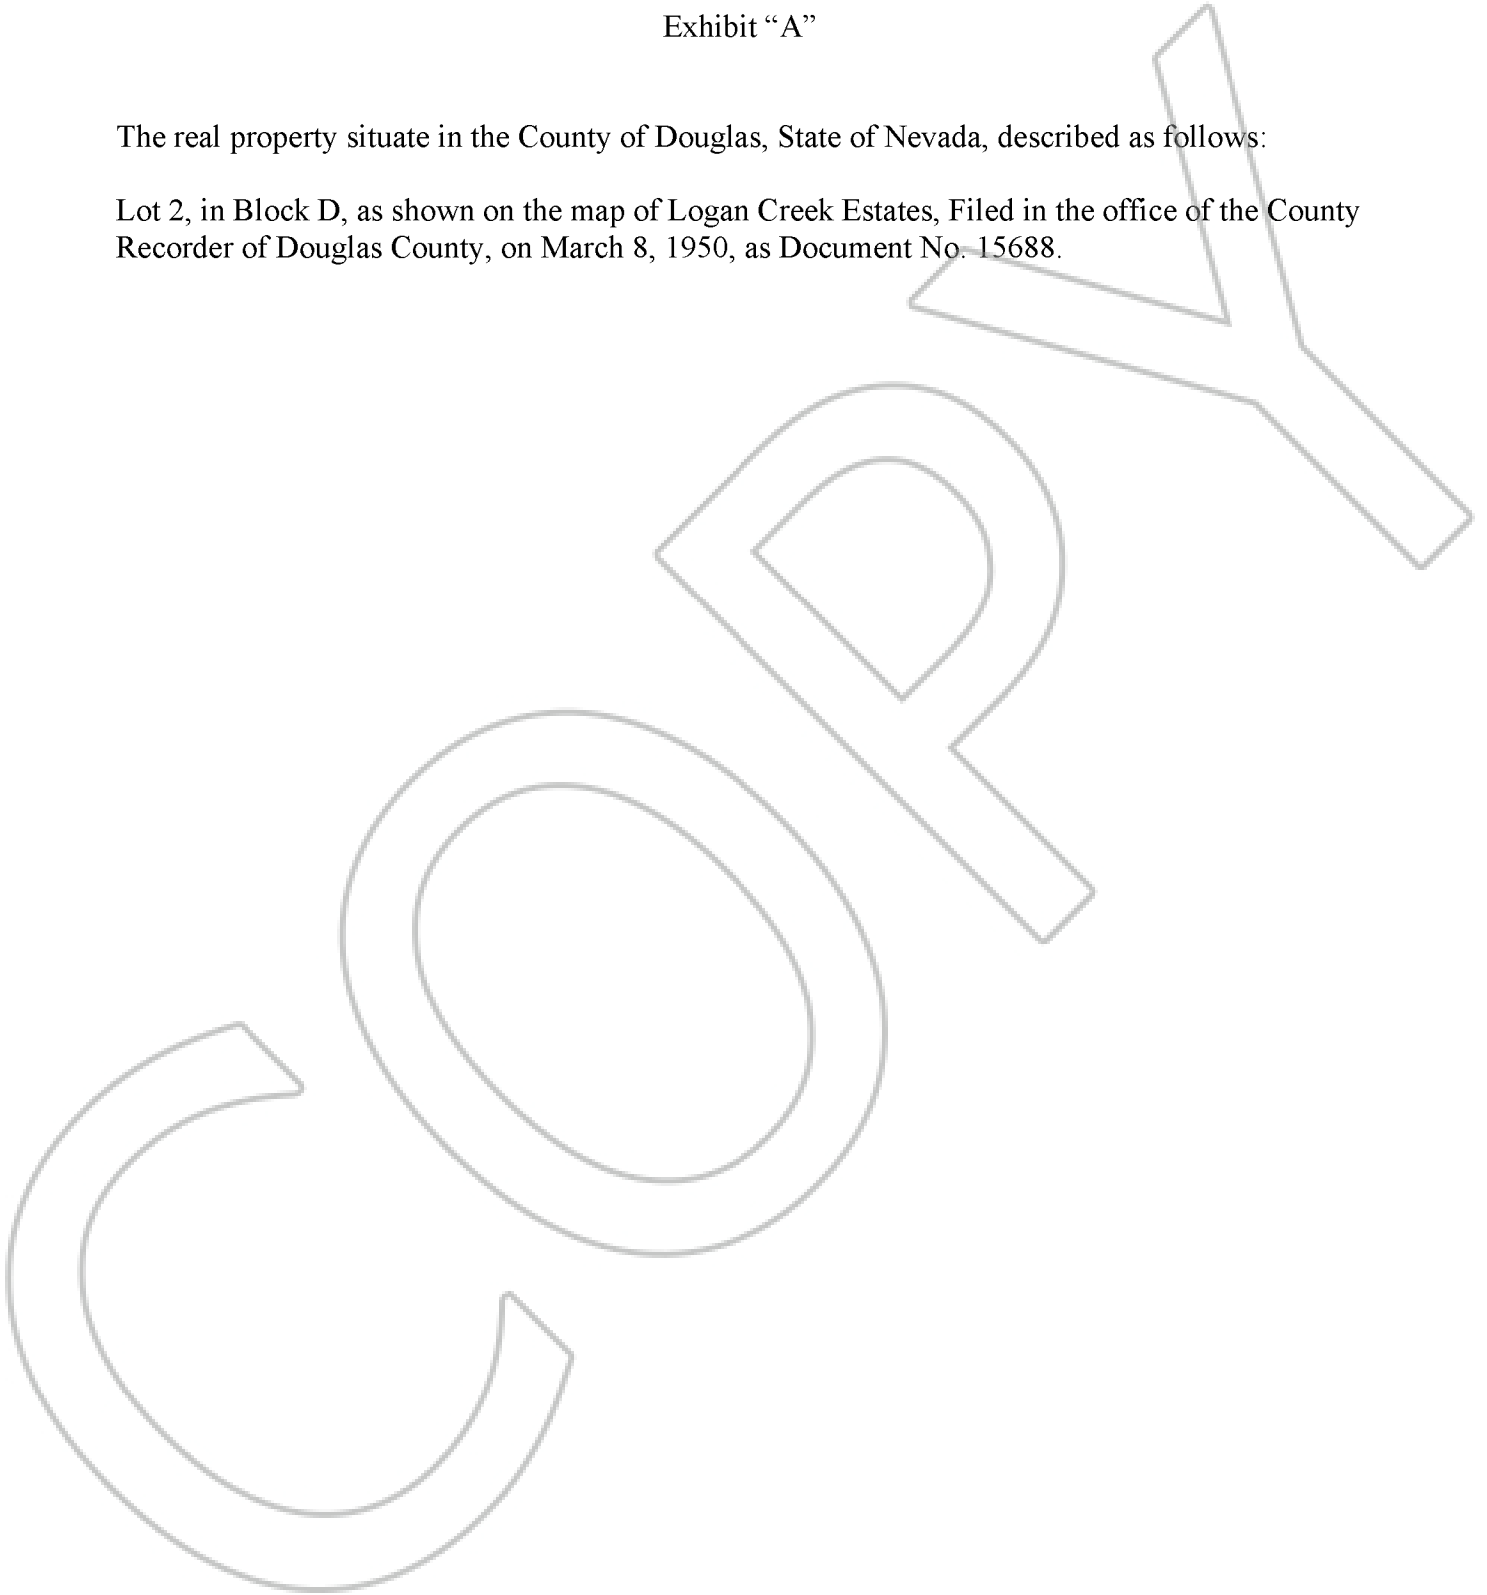 Exhibit “A”
The real property situate in the County of Douglas, State of Nevada, described as follows:
Lot 2, in Block D, as shown on the map of Logan Creek Estates, Filed in the office of the County
Recorder of Douglas County, on March 8, 1950, as Document No. 15688.
COPY